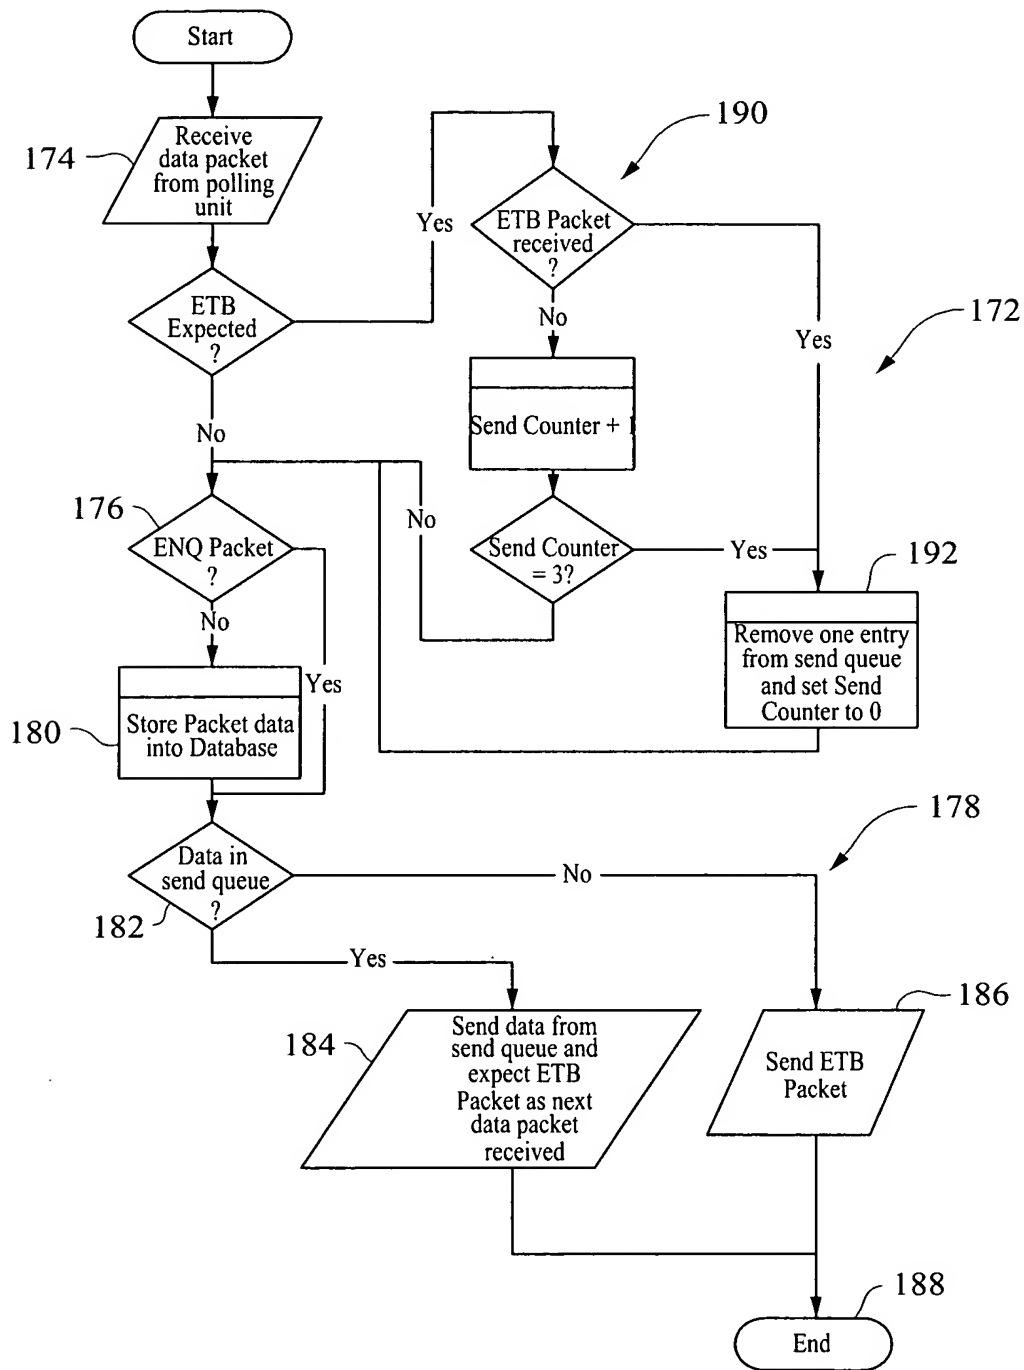 Start
174
Receive
data packet
from polling
unit
190
Yes
ETB Packet
received
?
ETB
Expected
?
No
172
Yes
Send Counter + 1
No
176
ENQ Packet
?
No
Send Counter
= 3?
Yes
192
No
Remove one entry
from send queue
and set Send
Counter to 0
Yes
180
Store Packet data
into Database
178
Data in
send queue
?
No
182
Yes
184
Send data from
send queue and
expect ETB
Packet as next
data packet
received
186
Send ETB
Packet
188
End